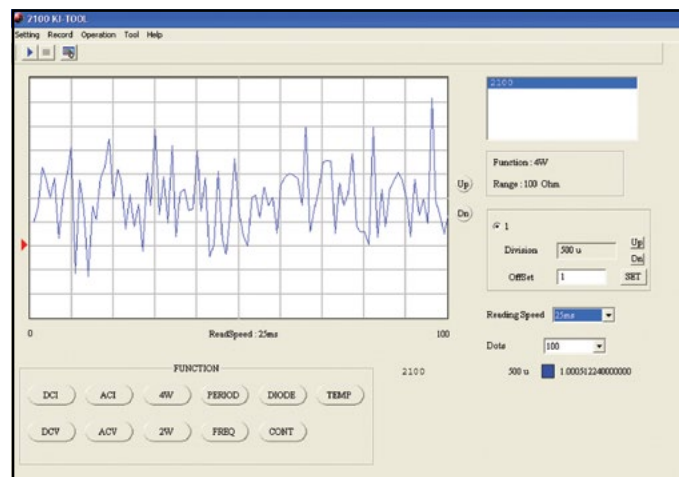 2100 KI-TOOL
Setting Record Operation Tool Help
2100
Function : 4W
Range : 100 Ohm
Up
Dn
1
Division 500 u Up
Dn
OffSet 1 SET
Reading Speed 25ms
0 ReadSpeed : 25ms 100
Dots 100
FUNCTION
2100
500 u 1.000512240000000
DCI ACI 4W PERIOD DIODE TEMP
DCV ACV 2W FREQ CONT